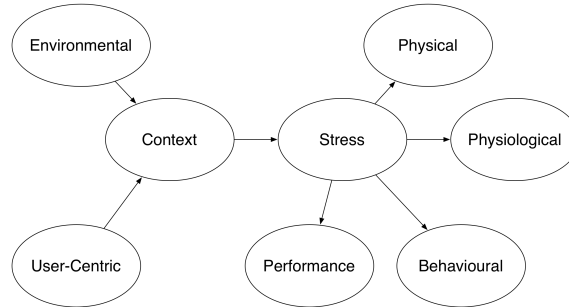 Environmental
Physical
Context
Stress
Physiological
User-Centric
Performance
Behavioural